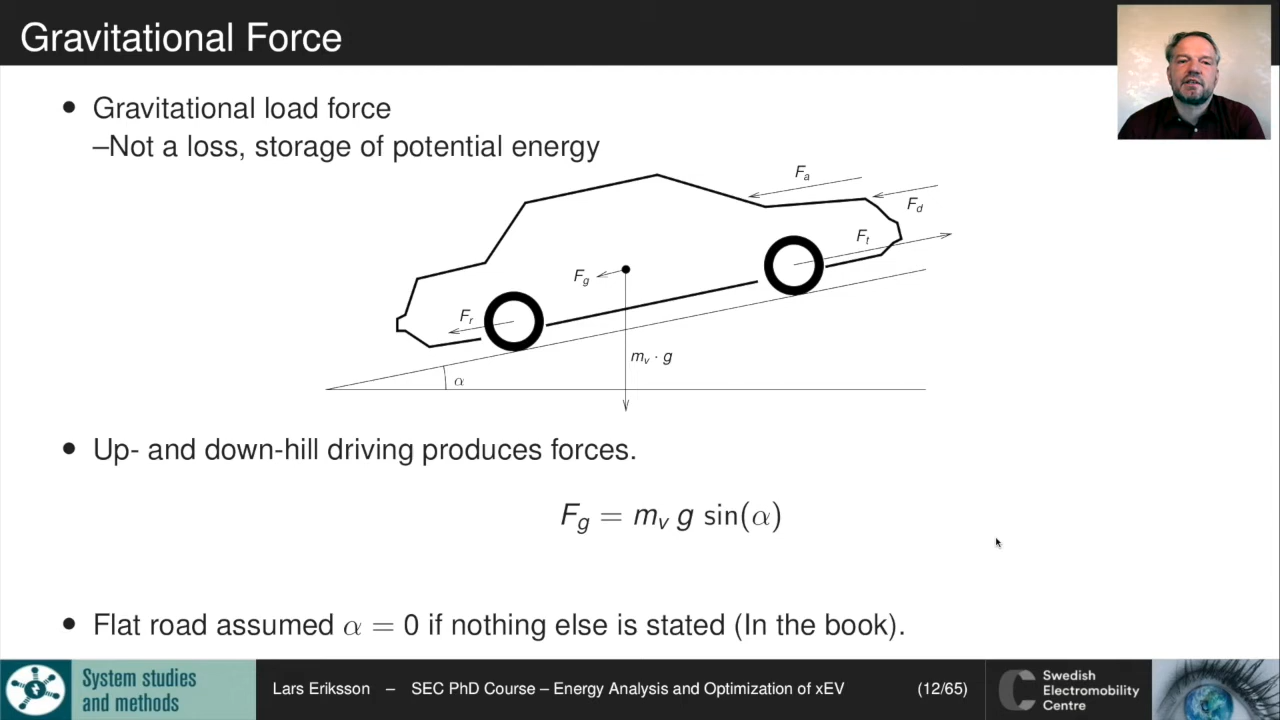 Gravitational Force
• Gravitational load force
–Not a loss, storage of potential energy
Fa
Fd
Ft
Fg
Fr
mv · g
α
• Up- and down-hill driving produces forces.
Fg = mv g sin(α)
• Flat road assumed α = 0 if nothing else is stated (In the book).
System studies
and methods
Lars Eriksson – SEC PhD Course – Energy Analysis and Optimization of xEV
(12/65)
Swedish
Electromobility
Centre